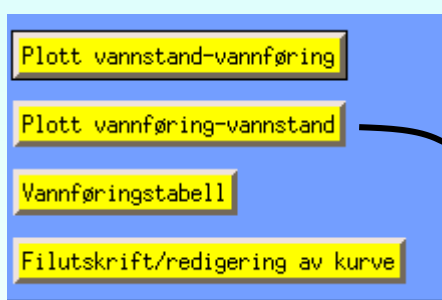 Plott vannstand-vannføring
Plott vannføring-vannstand
Vannføringstabell
Filutskrift/redigering av kurve